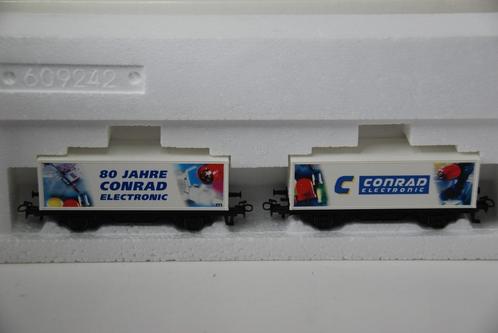 609242
80 JAHRE
CONRAD
ELECTRONIC
m
C CONRAD
ELECTRONIC